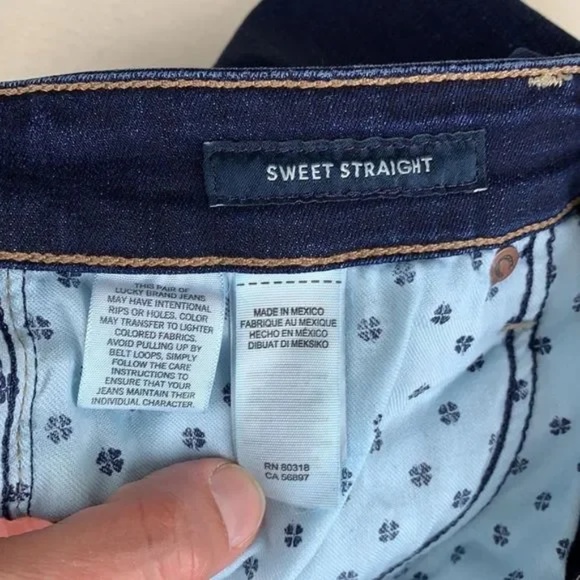 SWEET STRAIGHT
THIS PAIR OF
LUCKY BRAND JEANS
MAY HAVE INTENTIONAL
RIPS OR HOLES. COLOR
MAY TRANSFER TO LIGHTER
COLORED FABRICS.
AVOID PULLING UP BY
BELT LOOPS, SIMPLY
FOLLOW THE CARE
INSTRUCTIONS TO
ENSURE THAT YOUR
JEANS MAINTAIN THEIR
INDIVIDUAL CHARACTER.
MADE IN MEXICO
FABRIQUE AU MEXIQUE
HECHO EN MÉXICO
DIBUAT DI MEKSIKO
RN 80318
CA 56897